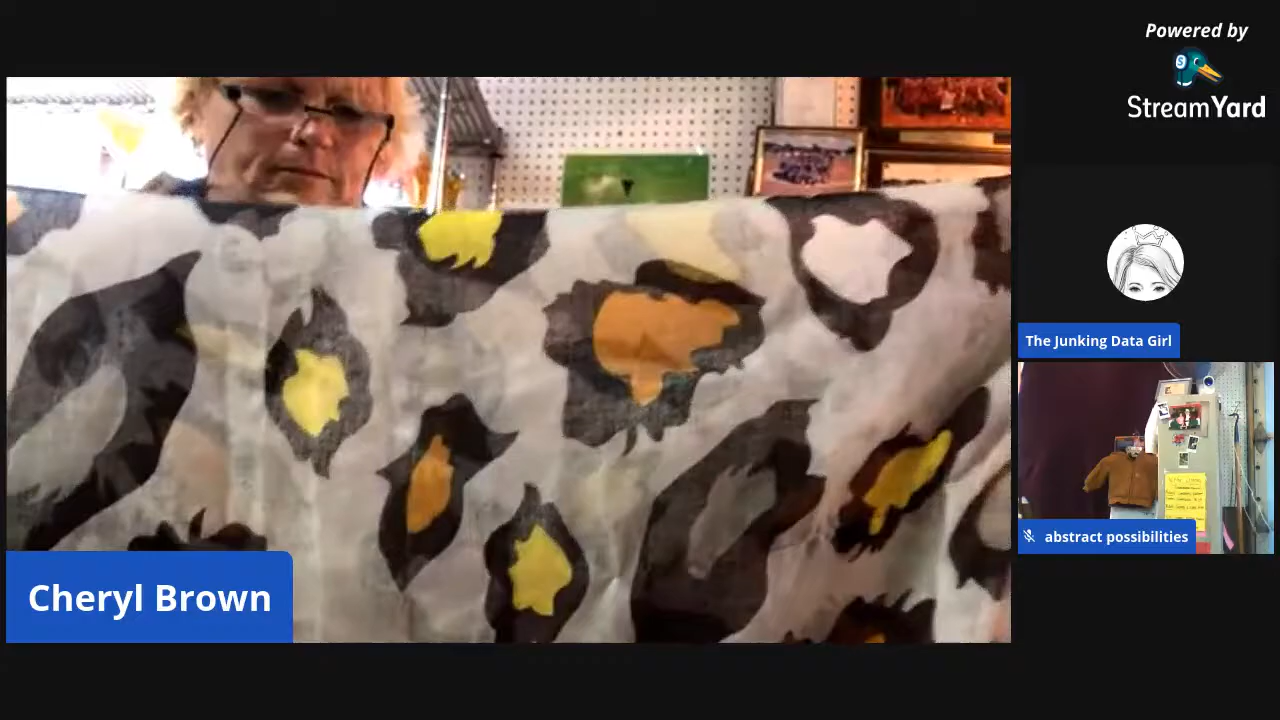 Powered by
StreamYard
The Junking Data Girl
abstract possibilities
Cheryl Brown